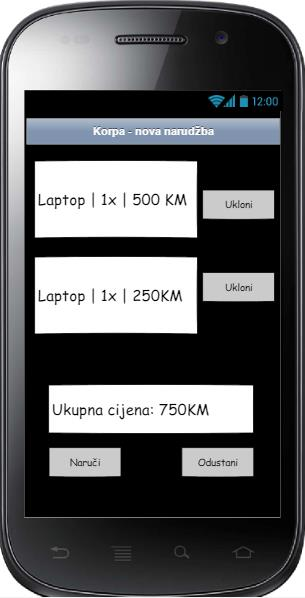 12:00
Korpa - nova narudžba
Laptop | 1x | 500 KM
Ukloni
Laptop | 1x | 250KM
Ukloni
Ukupna cijena: 750KM
Naruči
Odustani